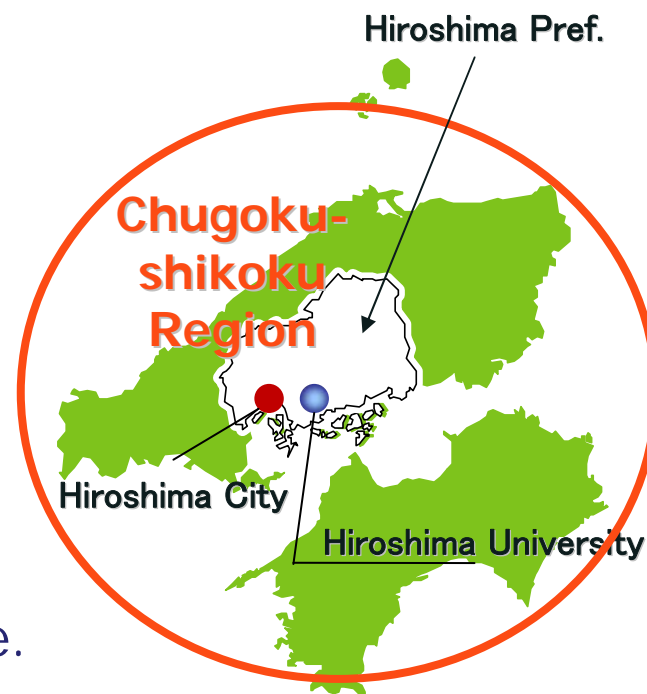 Hiroshima Pref.
Chugoku-
shikoku
Region
Hiroshima City
Hiroshima University
e.